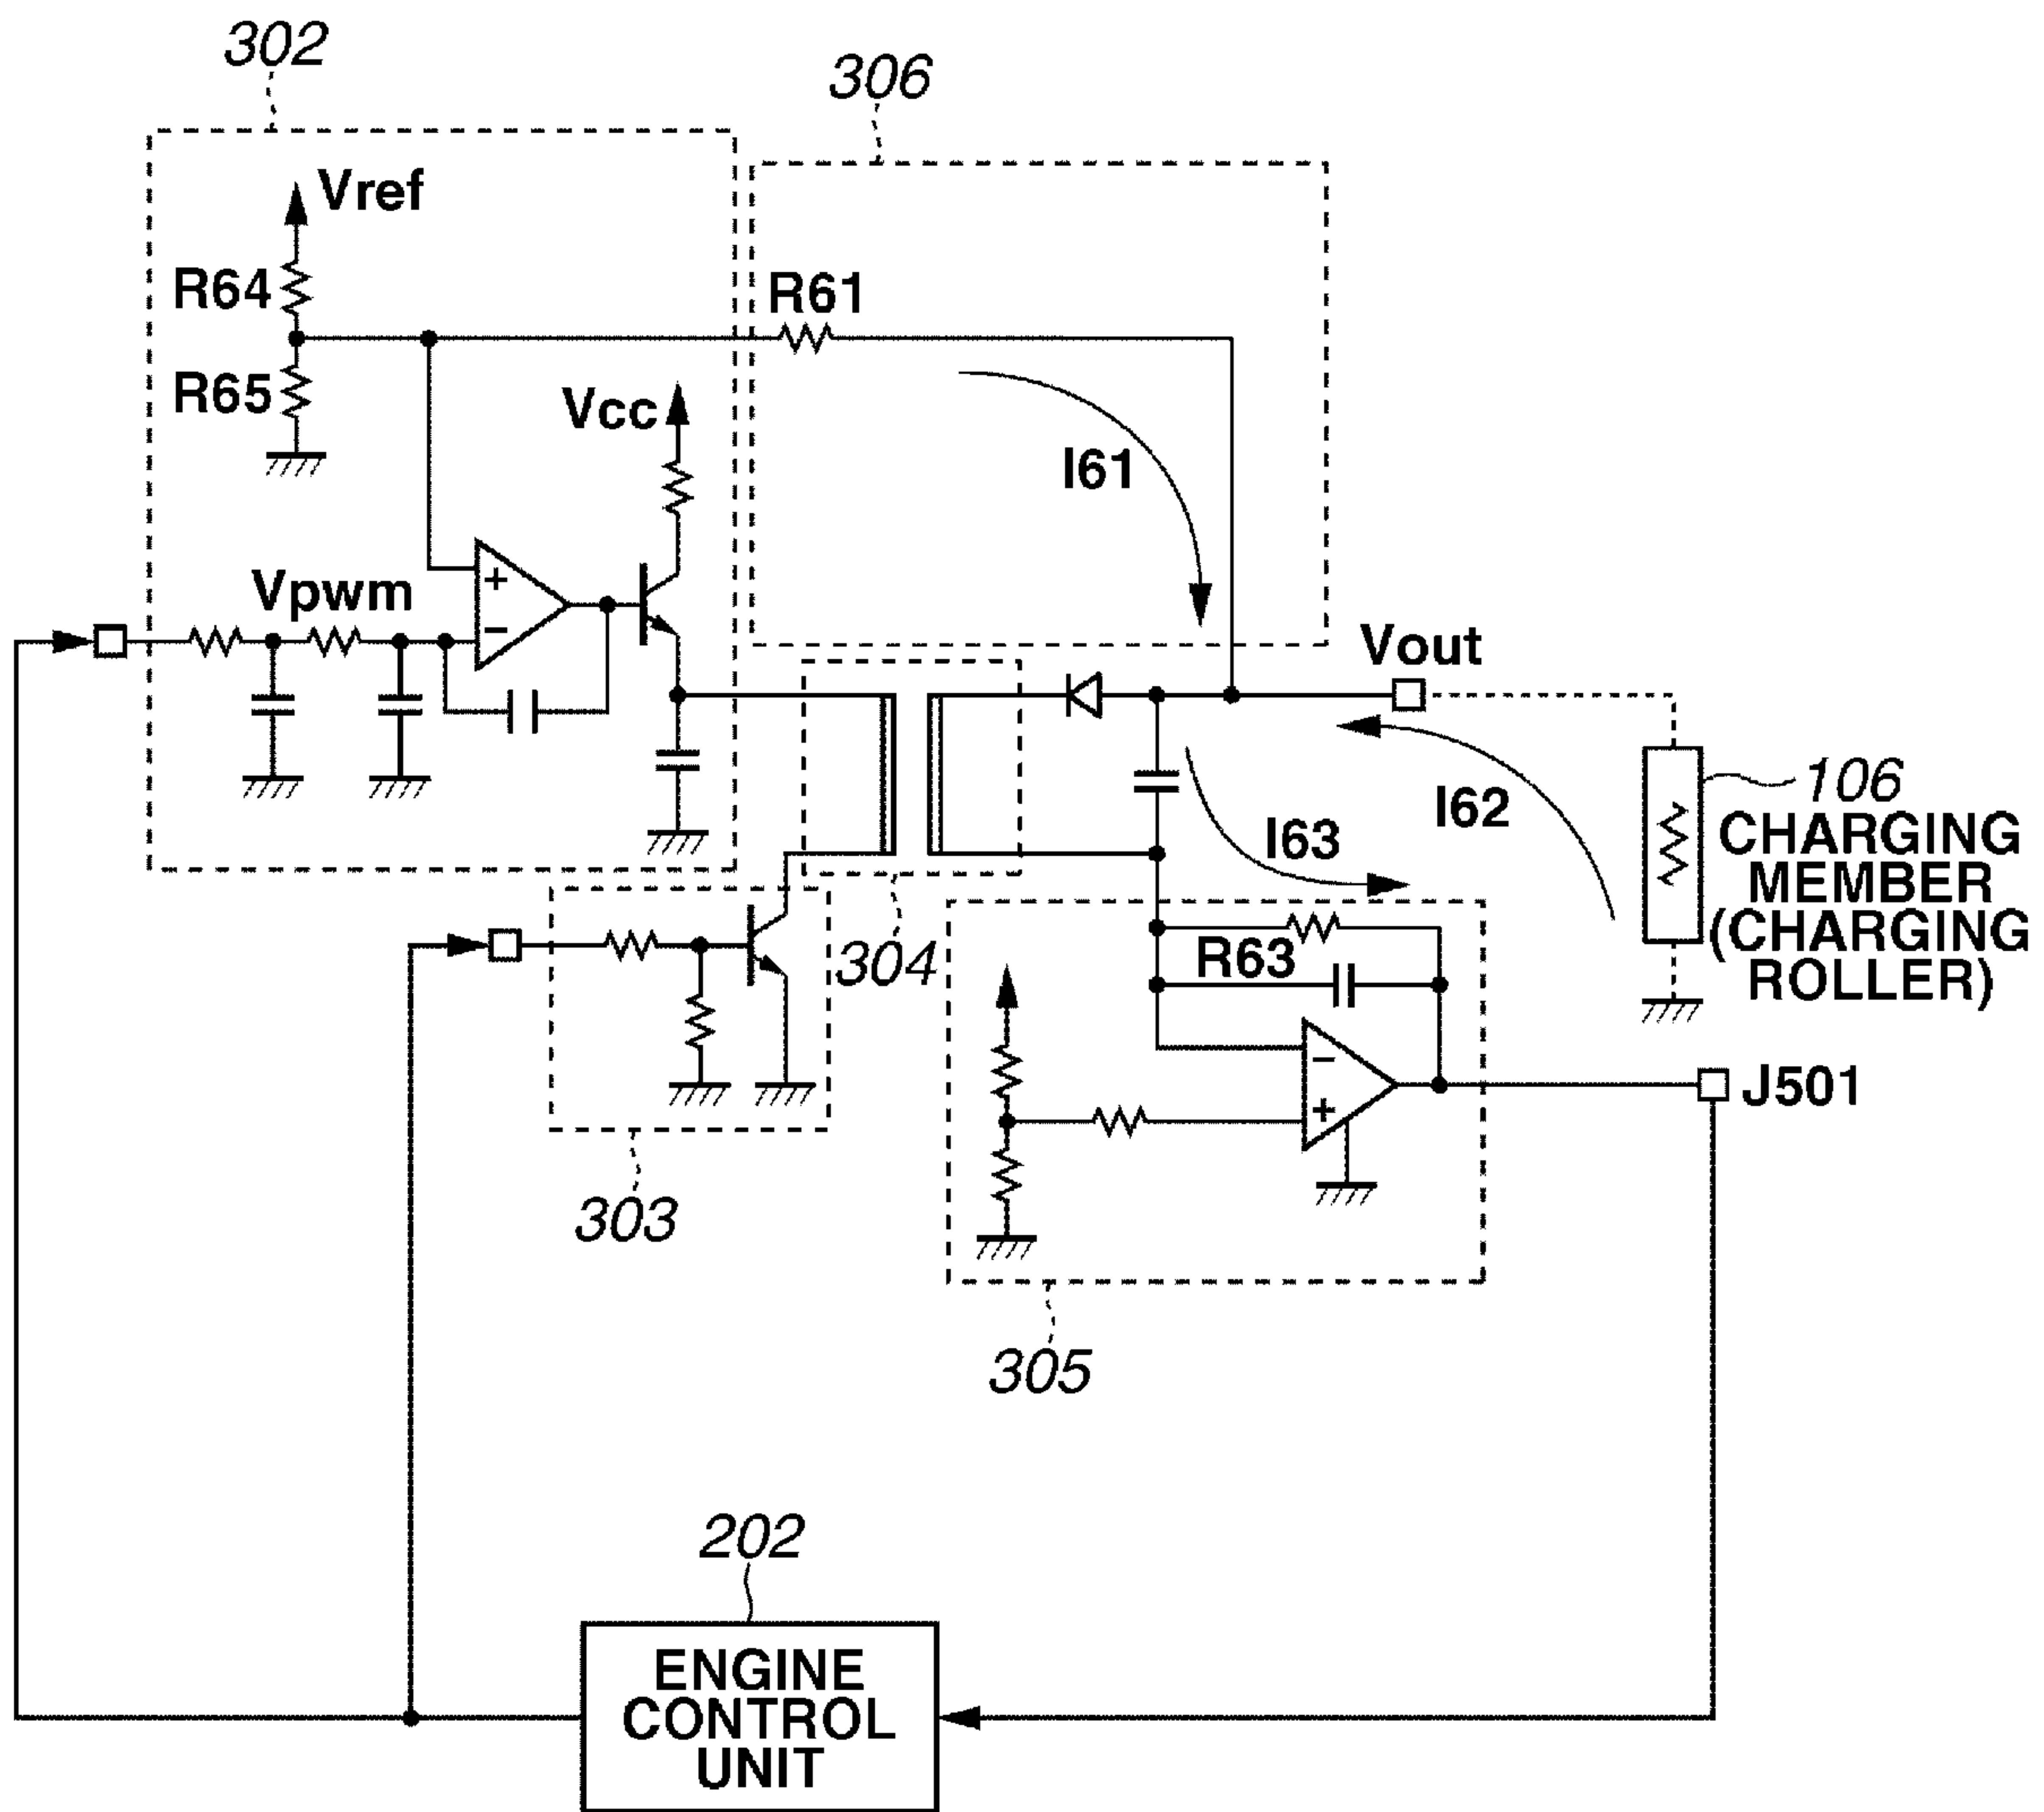 302
306
Vref
R64
R61
R65
Vcc
I61
Vpwm
+
−
Vout
106
CHARGING
MEMBER
(CHARGING
ROLLER)
I62
I63
304
R63
−
+
J501
303
305
202
ENGINE
CONTROL
UNIT